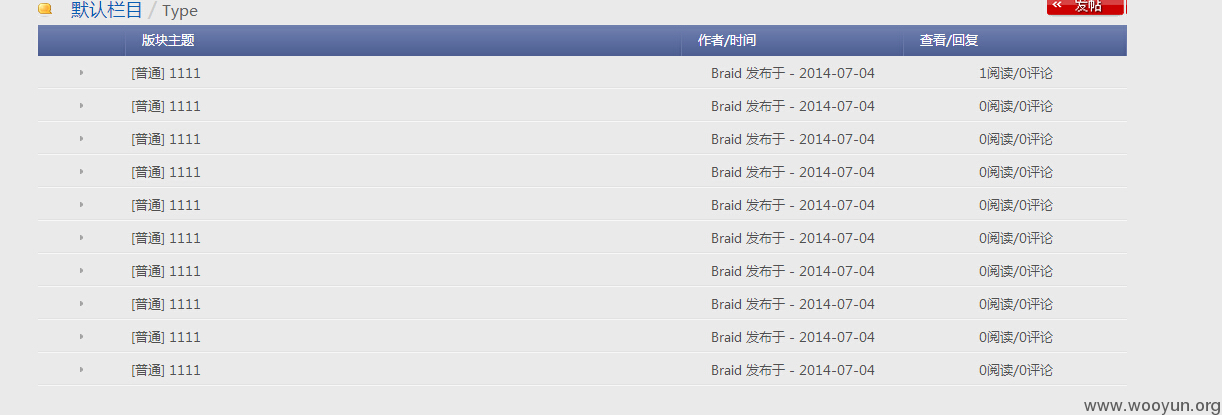 默认栏目 / Type
发帖
版块主题 作者/时间 查看/回复
[普通] 1111 Braid 发布于 - 2014-07-04 1阅读/0评论
[普通] 1111 Braid 发布于 - 2014-07-04 0阅读/0评论
[普通] 1111 Braid 发布于 - 2014-07-04 0阅读/0评论
[普通] 1111 Braid 发布于 - 2014-07-04 0阅读/0评论
[普通] 1111 Braid 发布于 - 2014-07-04 0阅读/0评论
[普通] 1111 Braid 发布于 - 2014-07-04 0阅读/0评论
[普通] 1111 Braid 发布于 - 2014-07-04 0阅读/0评论
[普通] 1111 Braid 发布于 - 2014-07-04 0阅读/0评论
[普通] 1111 Braid 发布于 - 2014-07-04 0阅读/0评论
[普通] 1111 Braid 发布于 - 2014-07-04 0阅读/0评论
www.wooyun.org